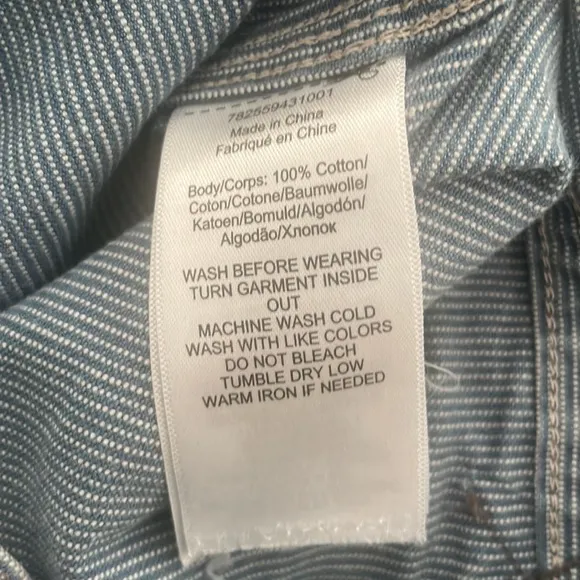 782559431001
Made in China
Fabriqué en Chine
Body/Corps: 100% Cotton/
Coton/Cotone/Baumwolle/
Katoen/Bomuld/Algodón/
Algodão/Хлопок
WASH BEFORE WEARING
TURN GARMENT INSIDE
OUT
MACHINE WASH COLD
WASH WITH LIKE COLORS
DO NOT BLEACH
TUMBLE DRY LOW
WARM IRON IF NEEDED